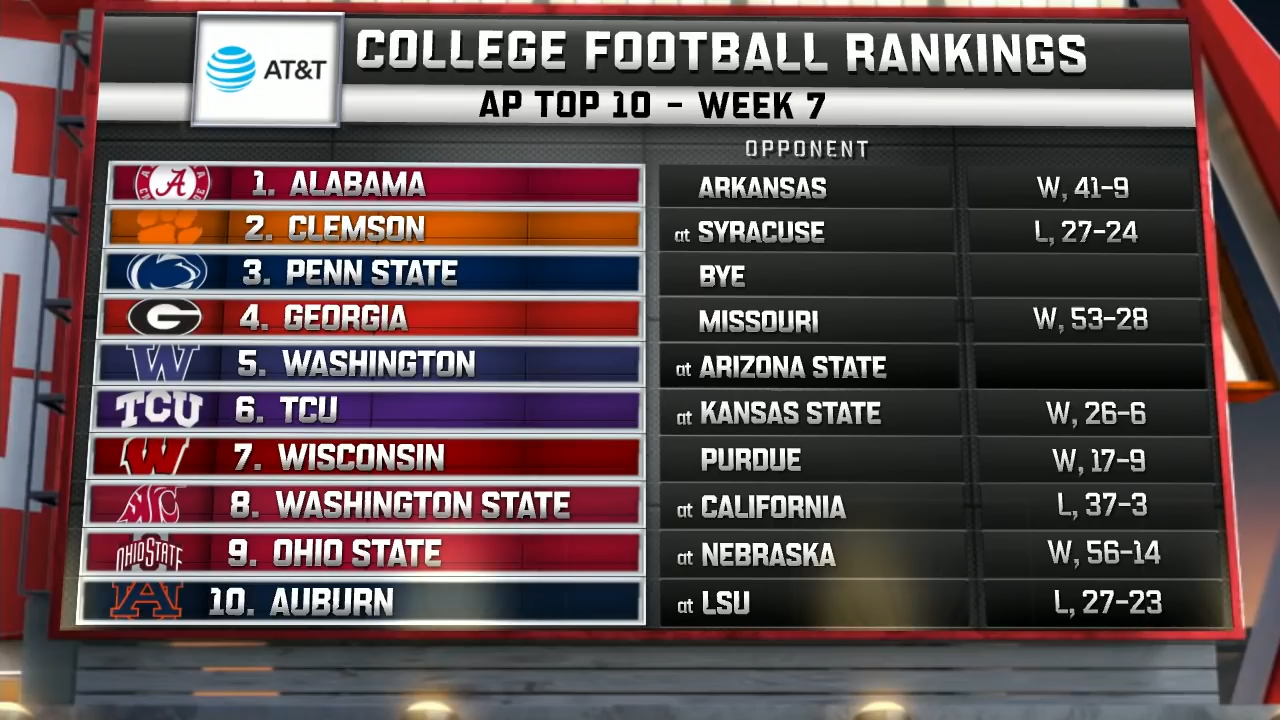 AT&T
COLLEGE FOOTBALL RANKINGS
AP TOP 10 - WEEK 7
OPPONENT
1. ALABAMA ARKANSAS W, 41-9
2. CLEMSON at SYRACUSE L, 27-24
3. PENN STATE BYE
4. GEORGIA MISSOURI W, 53-28
W 5. WASHINGTON at ARIZONA STATE
TCU 6. TCU at KANSAS STATE W, 26-6
W 7. WISCONSIN PURDUE W, 17-9
8. WASHINGTON STATE at CALIFORNIA L, 37-3
OHIO STATE 9. OHIO STATE at NEBRASKA W, 56-14
10. AUBURN at LSU L, 27-23